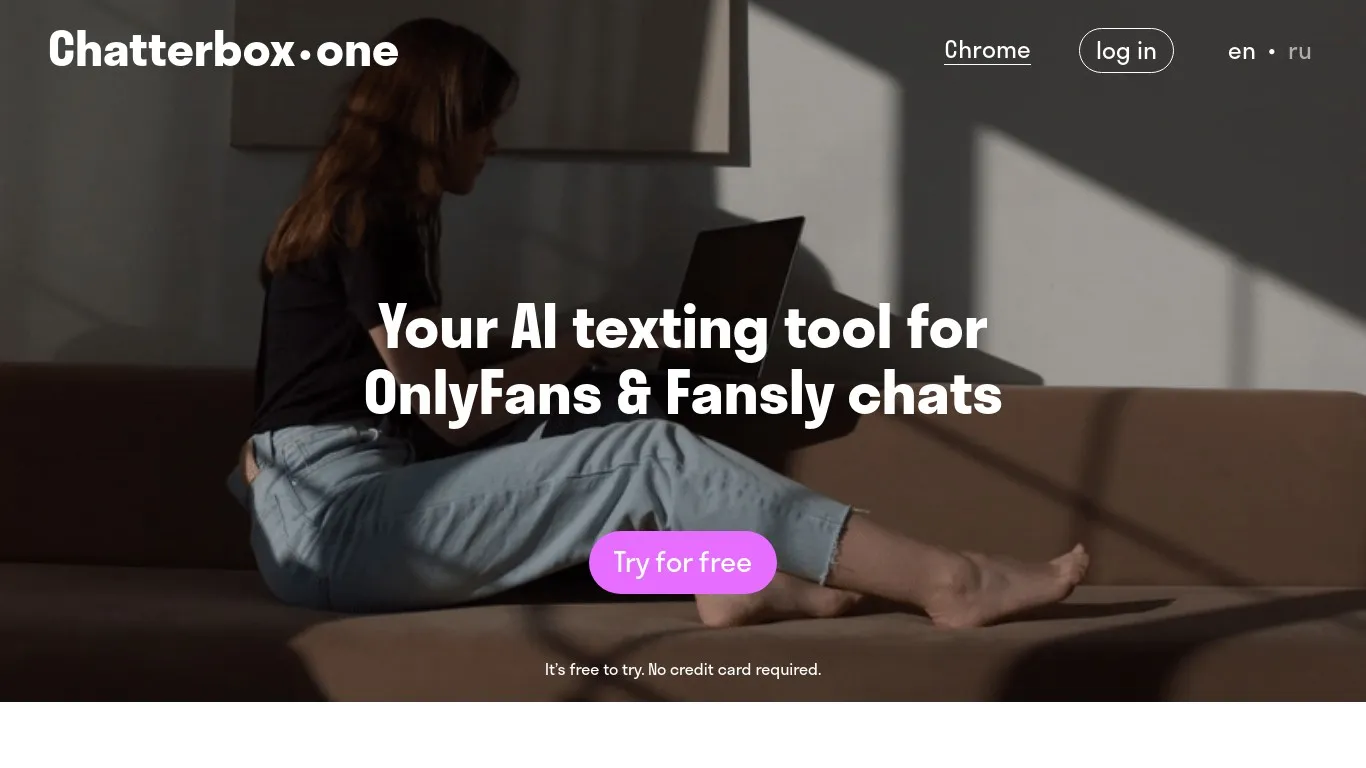 Chatterbox•one
Chrome
log in
en • ru
Your AI texting tool for
OnlyFans & Fansly chats
Try for free
It's free to try. No credit card required.